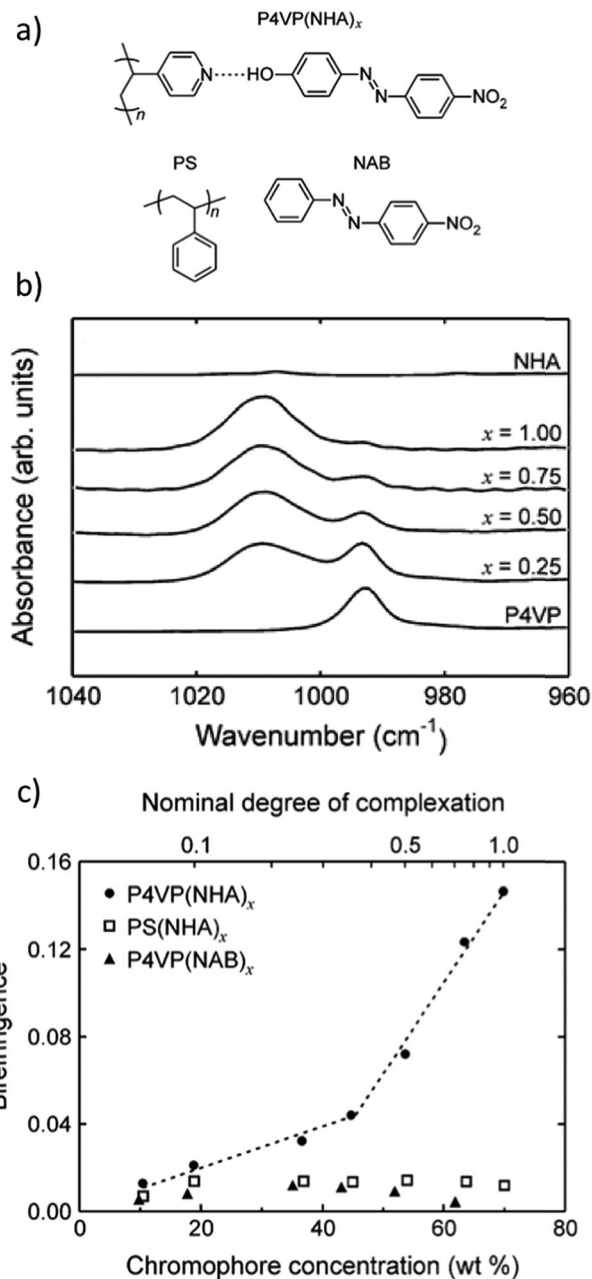 a)
P4VP(NHA)x
n
N
HO
N
N
NO2
PS
NAB
n
N
N
NO2
b)
Absorbance (arb. units)
NHA
x = 1.00
x = 0.75
x = 0.50
x = 0.25
P4VP
1040 1020 1000 980 960
Wavenumber (cm-1)
c)
Nominal degree of complexation
0.1 0.5 1.0
0.16
P4VP(NHA)x
PS(NHA)x
P4VP(NAB)x
0.12
0.08
0.04
0.00
0 20 40 60 80
Chromophore concentration (wt %)